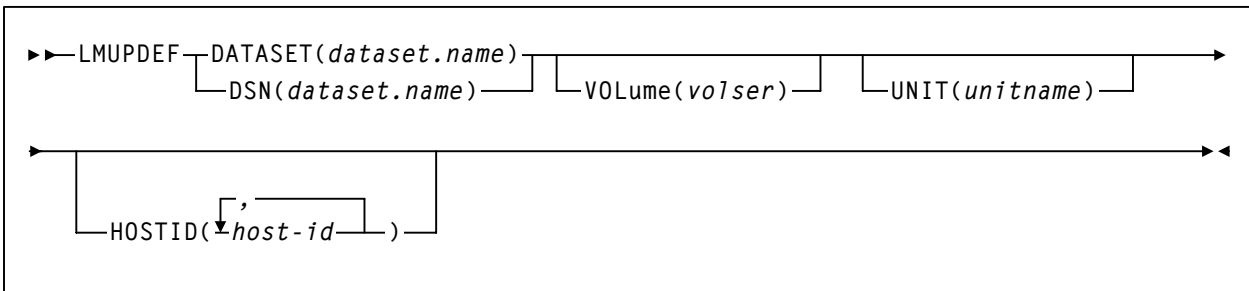 LMUPDEF DATASET(dataset.name)
DSN(dataset.name) VOLume(volser) UNIT(unitname)
,
HOSTID( host-id )